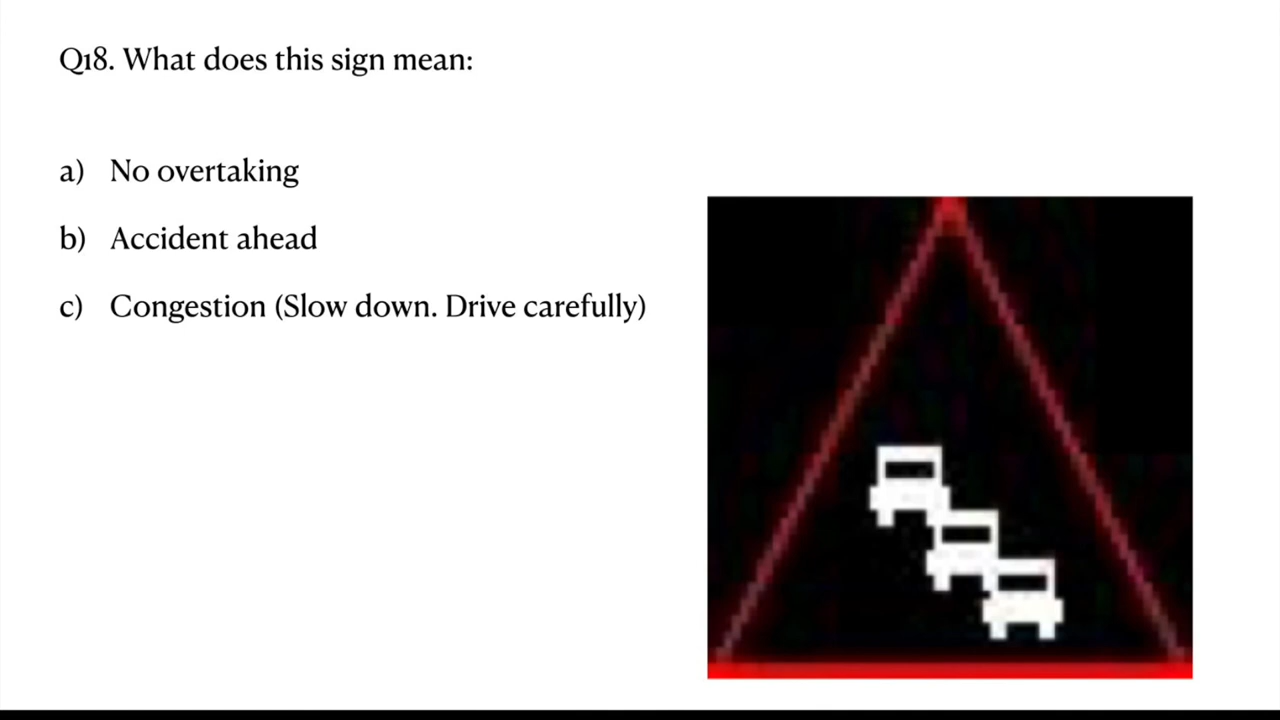 Q18. What does this sign mean:
a) No overtaking
b) Accident ahead
c) Congestion (Slow down. Drive carefully)